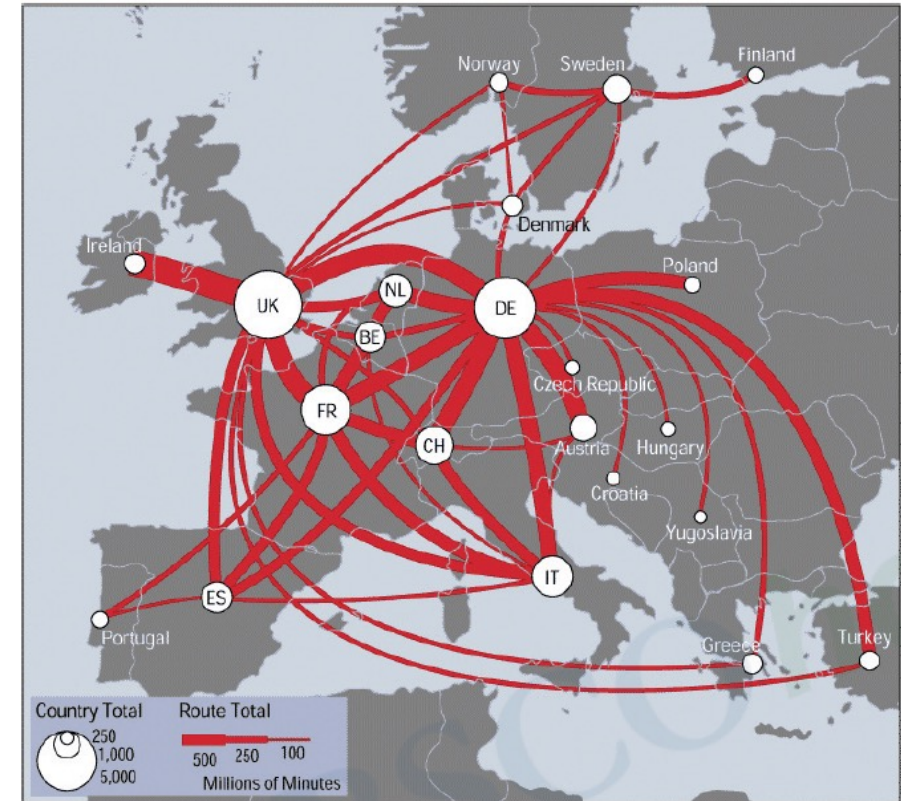 Norway
Sweden
Finland
Denmark
Ireland
UK
NL
DE
Poland
BE
Czech Republic
FR
CH
Austria
Hungary
Croatia
Yugoslavia
IT
ES
Portugal
Greece
Turkey
Country Total
250
1,000
5,000
Route Total
500 250 100
Millions of Minutes